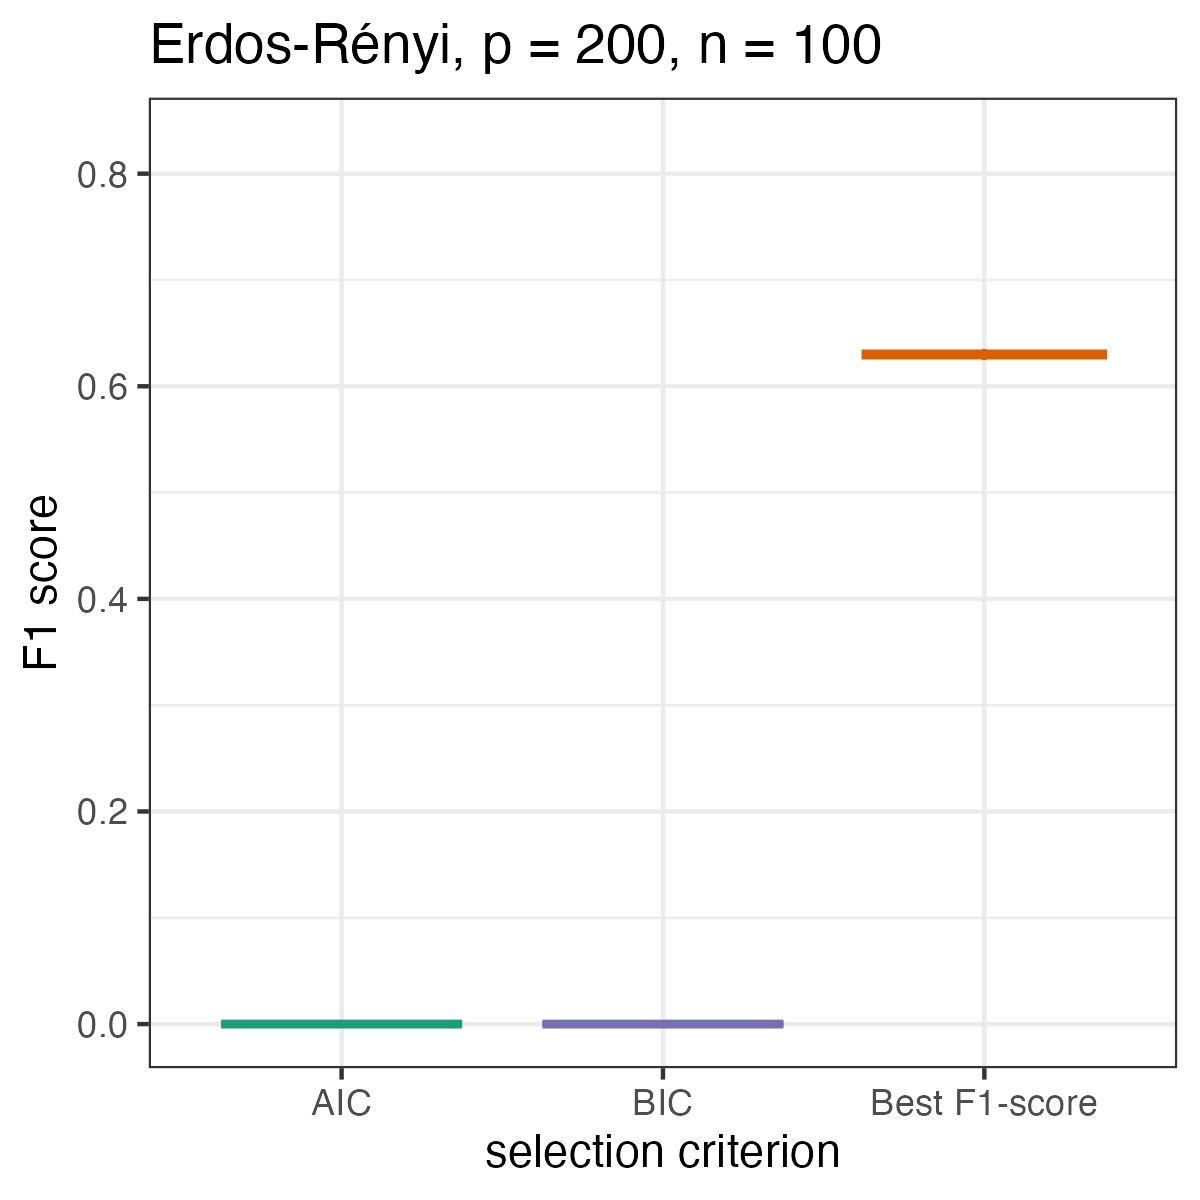 Erdos-Rényi, p = 200, n = 100
0.8
0.6
0.4
0.2
0.0
F1 score
AIC
BIC
Best F1-score
selection criterion